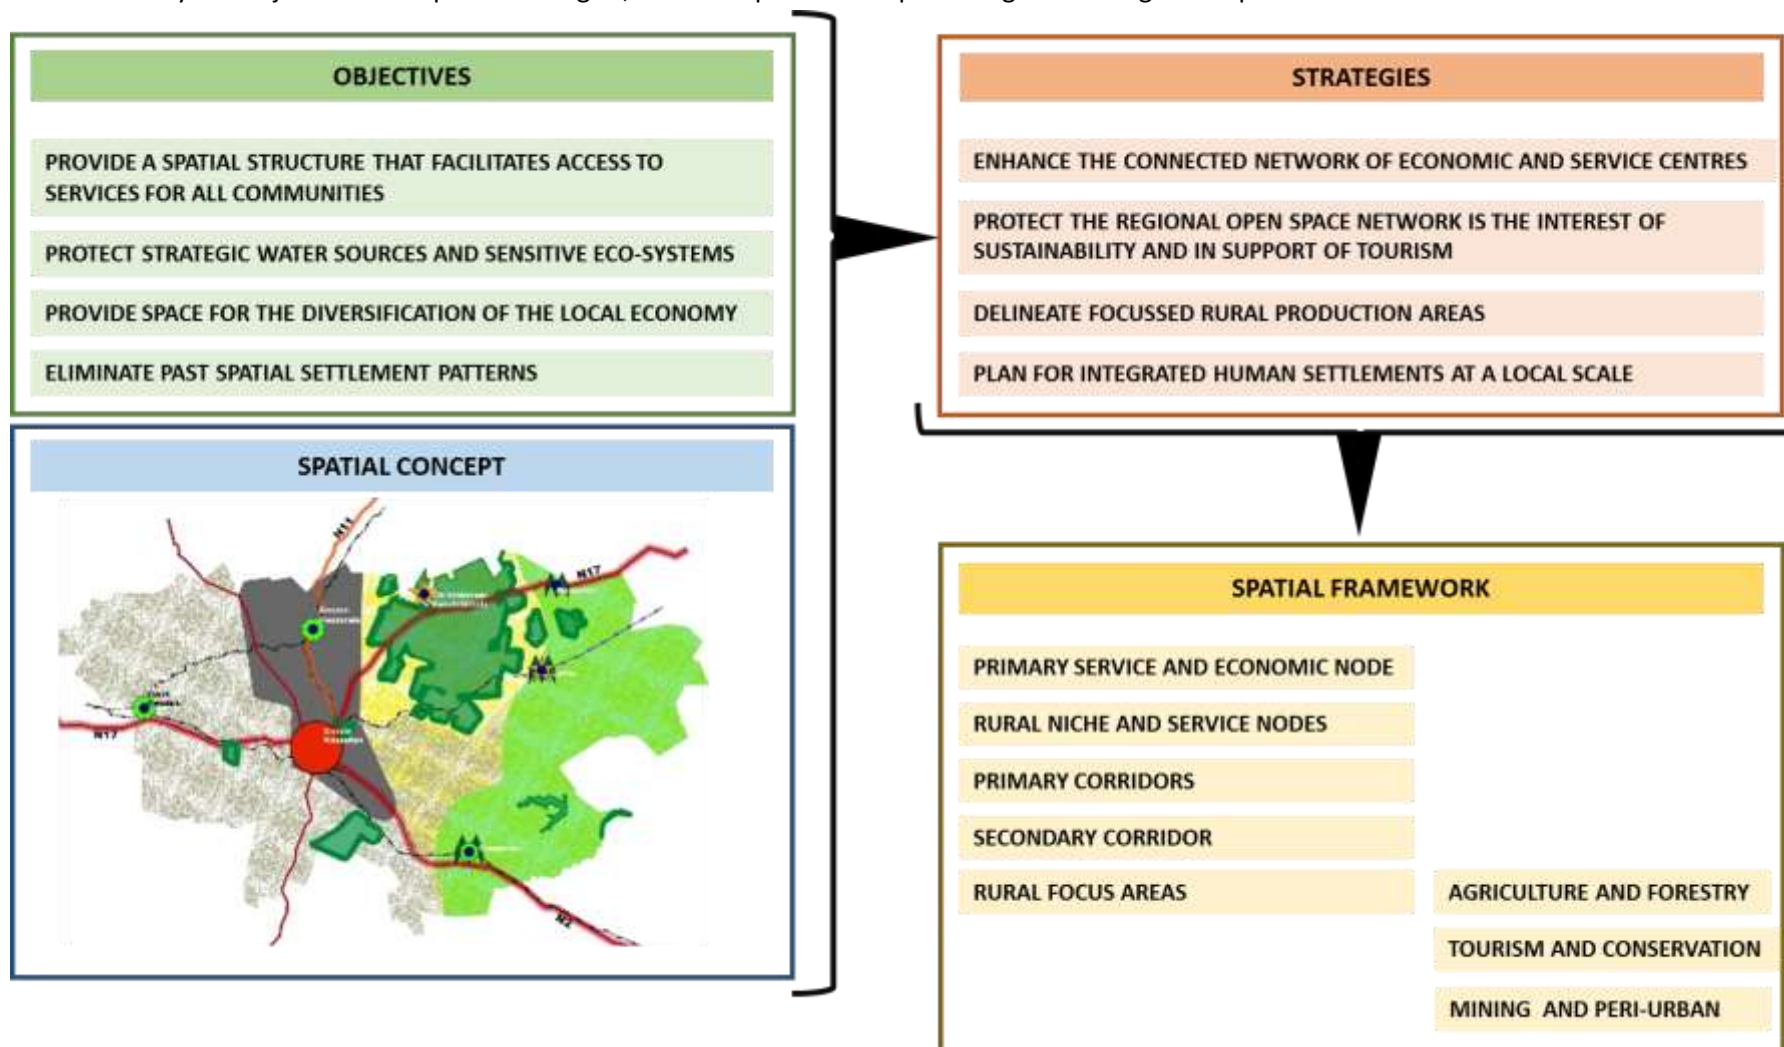 OBJECTIVES
PROVIDE A SPATIAL STRUCTURE THAT FACILITATES ACCESS TO
SERVICES FOR ALL COMMUNITIES
PROTECT STRATEGIC WATER SOURCES AND SENSITIVE ECO-SYSTEMS
PROVIDE SPACE FOR THE DIVERSIFICATION OF THE LOCAL ECONOMY
ELIMINATE PAST SPATIAL SETTLEMENT PATTERNS
SPATIAL CONCEPT
N11
N17
N17
N2
STRATEGIES
ENHANCE THE CONNECTED NETWORK OF ECONOMIC AND SERVICE CENTRES
PROTECT THE REGIONAL OPEN SPACE NETWORK IS THE INTEREST OF
SUSTAINABILITY AND IN SUPPORT OF TOURISM
DELINEATE FOCUSSED RURAL PRODUCTION AREAS
PLAN FOR INTEGRATED HUMAN SETTLEMENTS AT A LOCAL SCALE
SPATIAL FRAMEWORK
PRIMARY SERVICE AND ECONOMIC NODE
RURAL NICHE AND SERVICE NODES
PRIMARY CORRIDORS
SECONDARY CORRIDOR
RURAL FOCUS AREAS
AGRICULTURE AND FORESTRY
TOURISM AND CONSERVATION
MINING AND PERI-URBAN